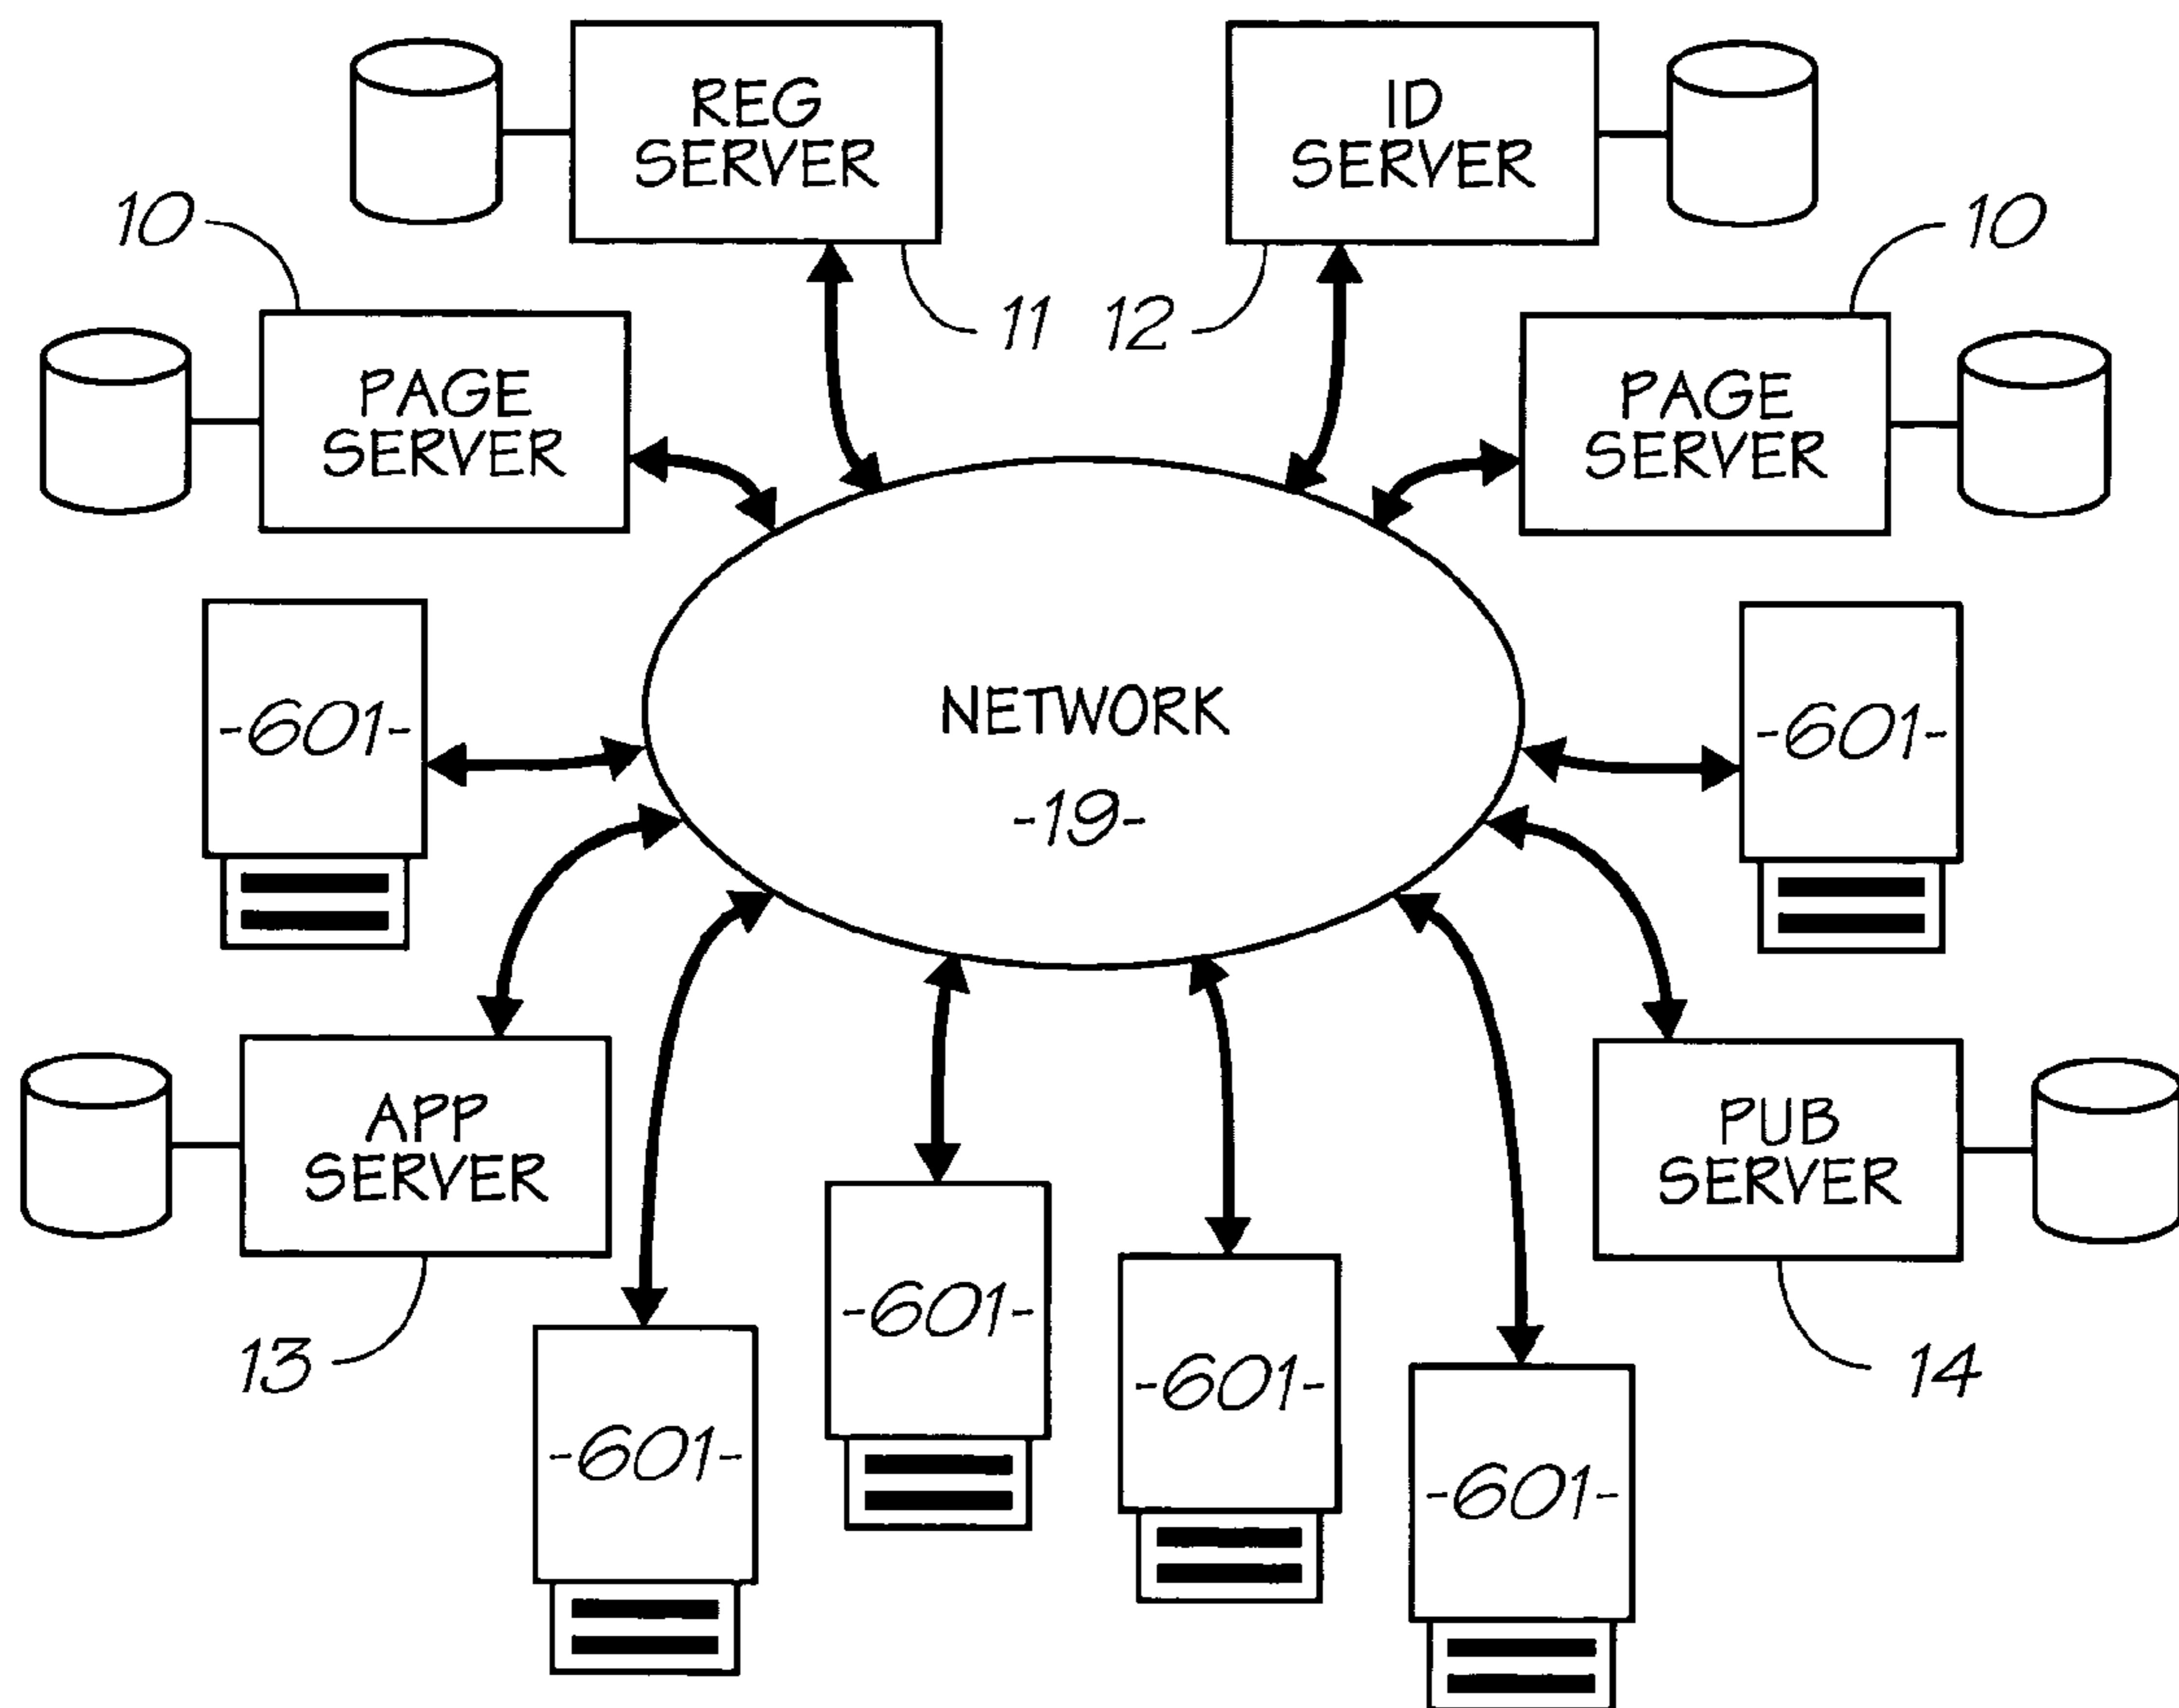 REG
SERVER
ID
SERVER
10
10
11
12
PAGE
SERVER
PAGE
SERVER
-601-
NETWORK
-19-
-601-
APP
SERVER
PUB
SERVER
13
-601-
-601-
-601-
-601-
14